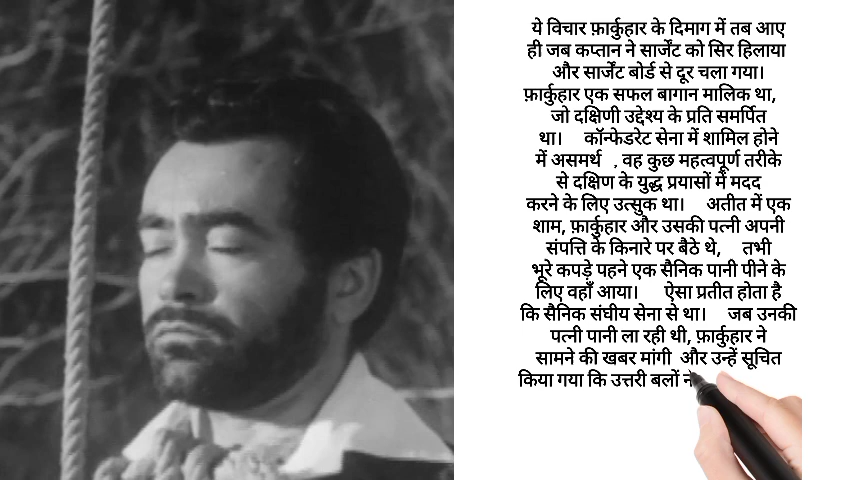 ये विचार फ़ार्कुहार के दिमाग में तब आए
ही जब कप्तान ने सार्जेंट को सिर हिलाया
और सार्जेंट बोर्ड से दूर चला गया।
फ़ार्कुहार एक सफल बागान मालिक था,
जो दक्षिणी उद्देश्य के प्रति समर्पित
था। कॉन्फेडरेट सेना में शामिल होने
में असमर्थ , वह कुछ महत्वपूर्ण तरीके
से दक्षिण के युद्ध प्रयासों में मदद
करने के लिए उत्सुक था। अतीत में एक
शाम, फ़ार्कुहार और उसकी पत्नी अपनी
संपत्ति के किनारे पर बैठे थे, तभी
भूरे कपड़े पहने एक सैनिक पानी पीने के
लिए वहाँ आया। ऐसा प्रतीत होता है
कि सैनिक संघीय सेना से था। जब उनकी
पत्नी पानी ला रही थी, फ़ार्कुहार ने
सामने की खबर मांगी और उन्हें सूचित
किया गया कि उत्तरी बलों